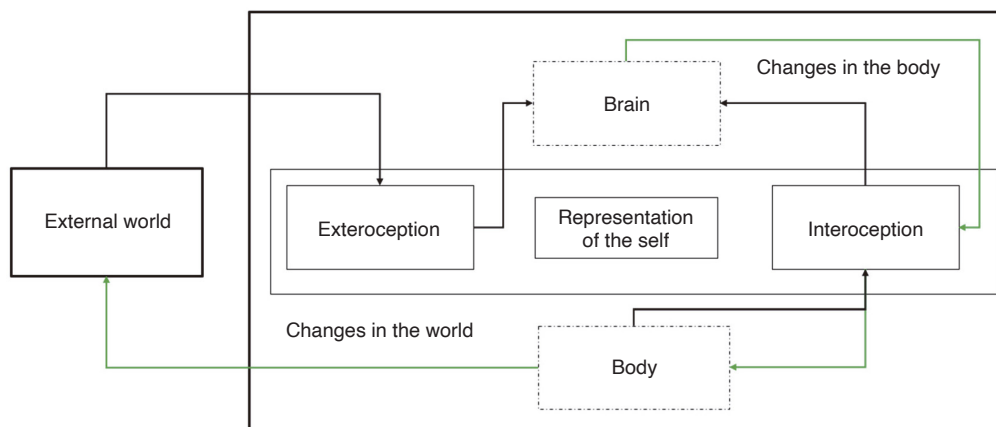 Changes in the body
Brain
External world
Exteroception
Representation
of the self
Interoception
Changes in the world
Body